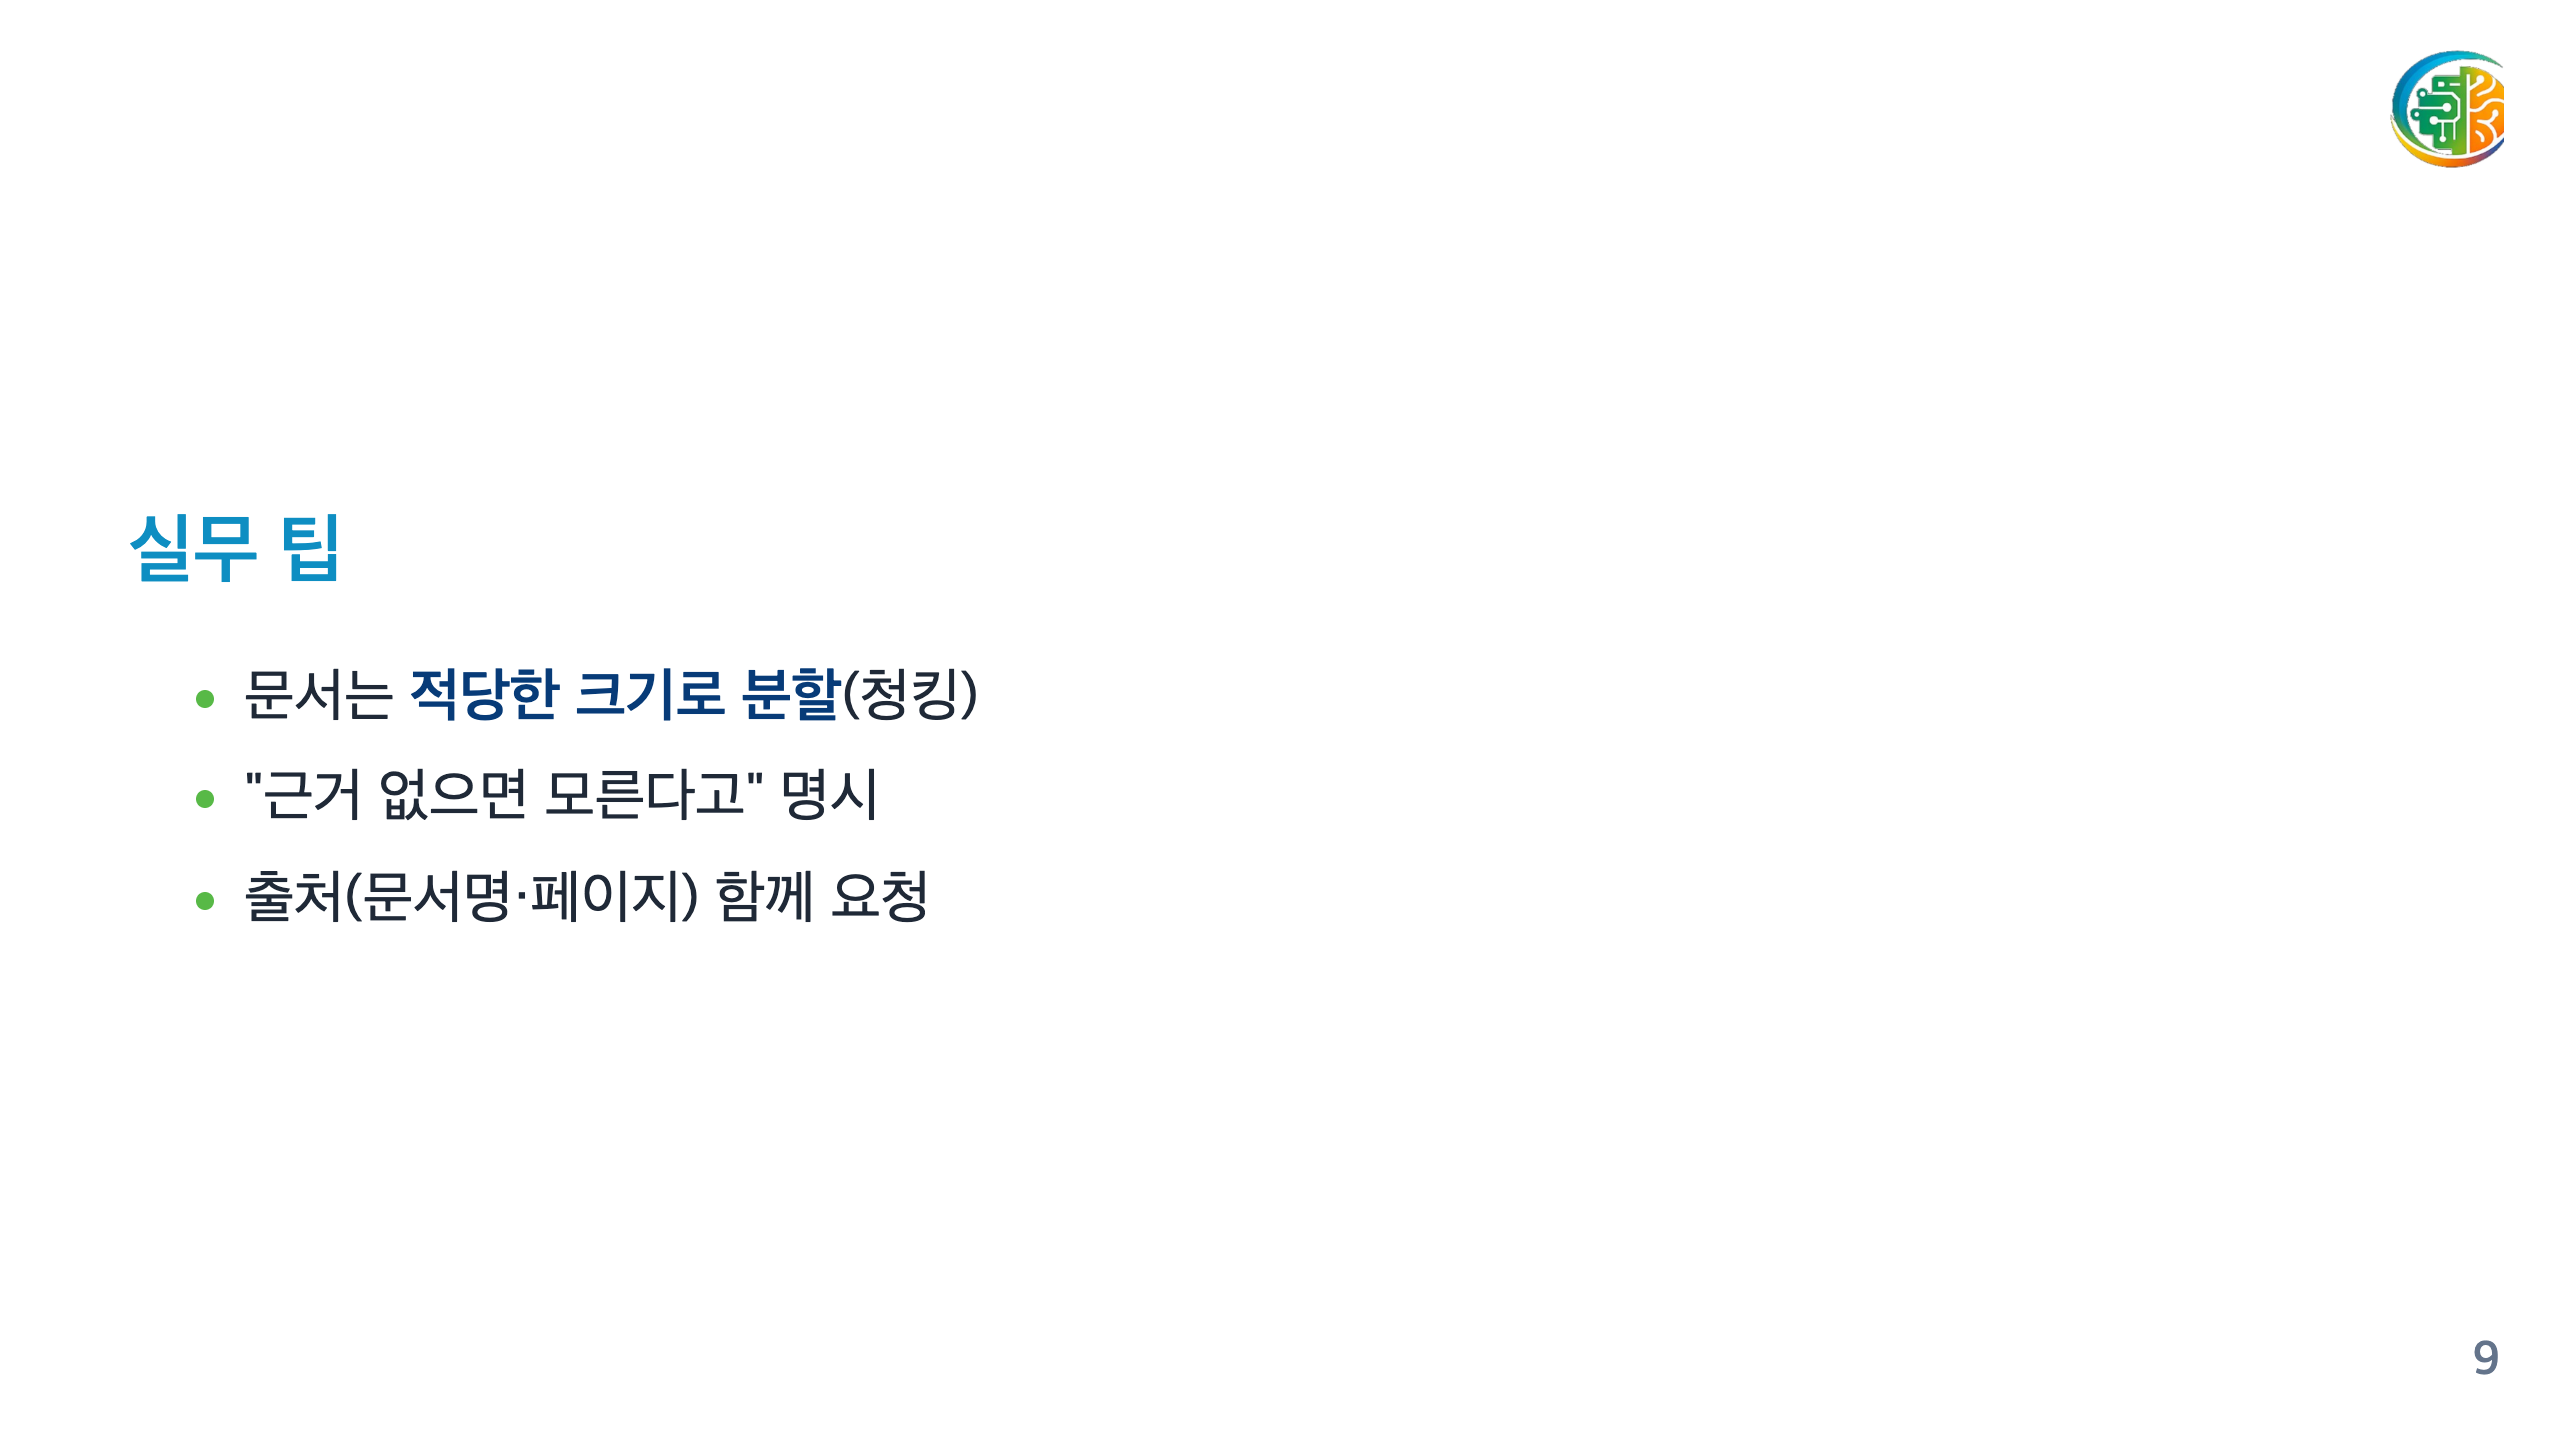 실무 팁
문서는 적당한 크기로 분할(청킹)
"근거 없으면 모른다고" 명시
출처(문서명·페이지) 함께 요청
9